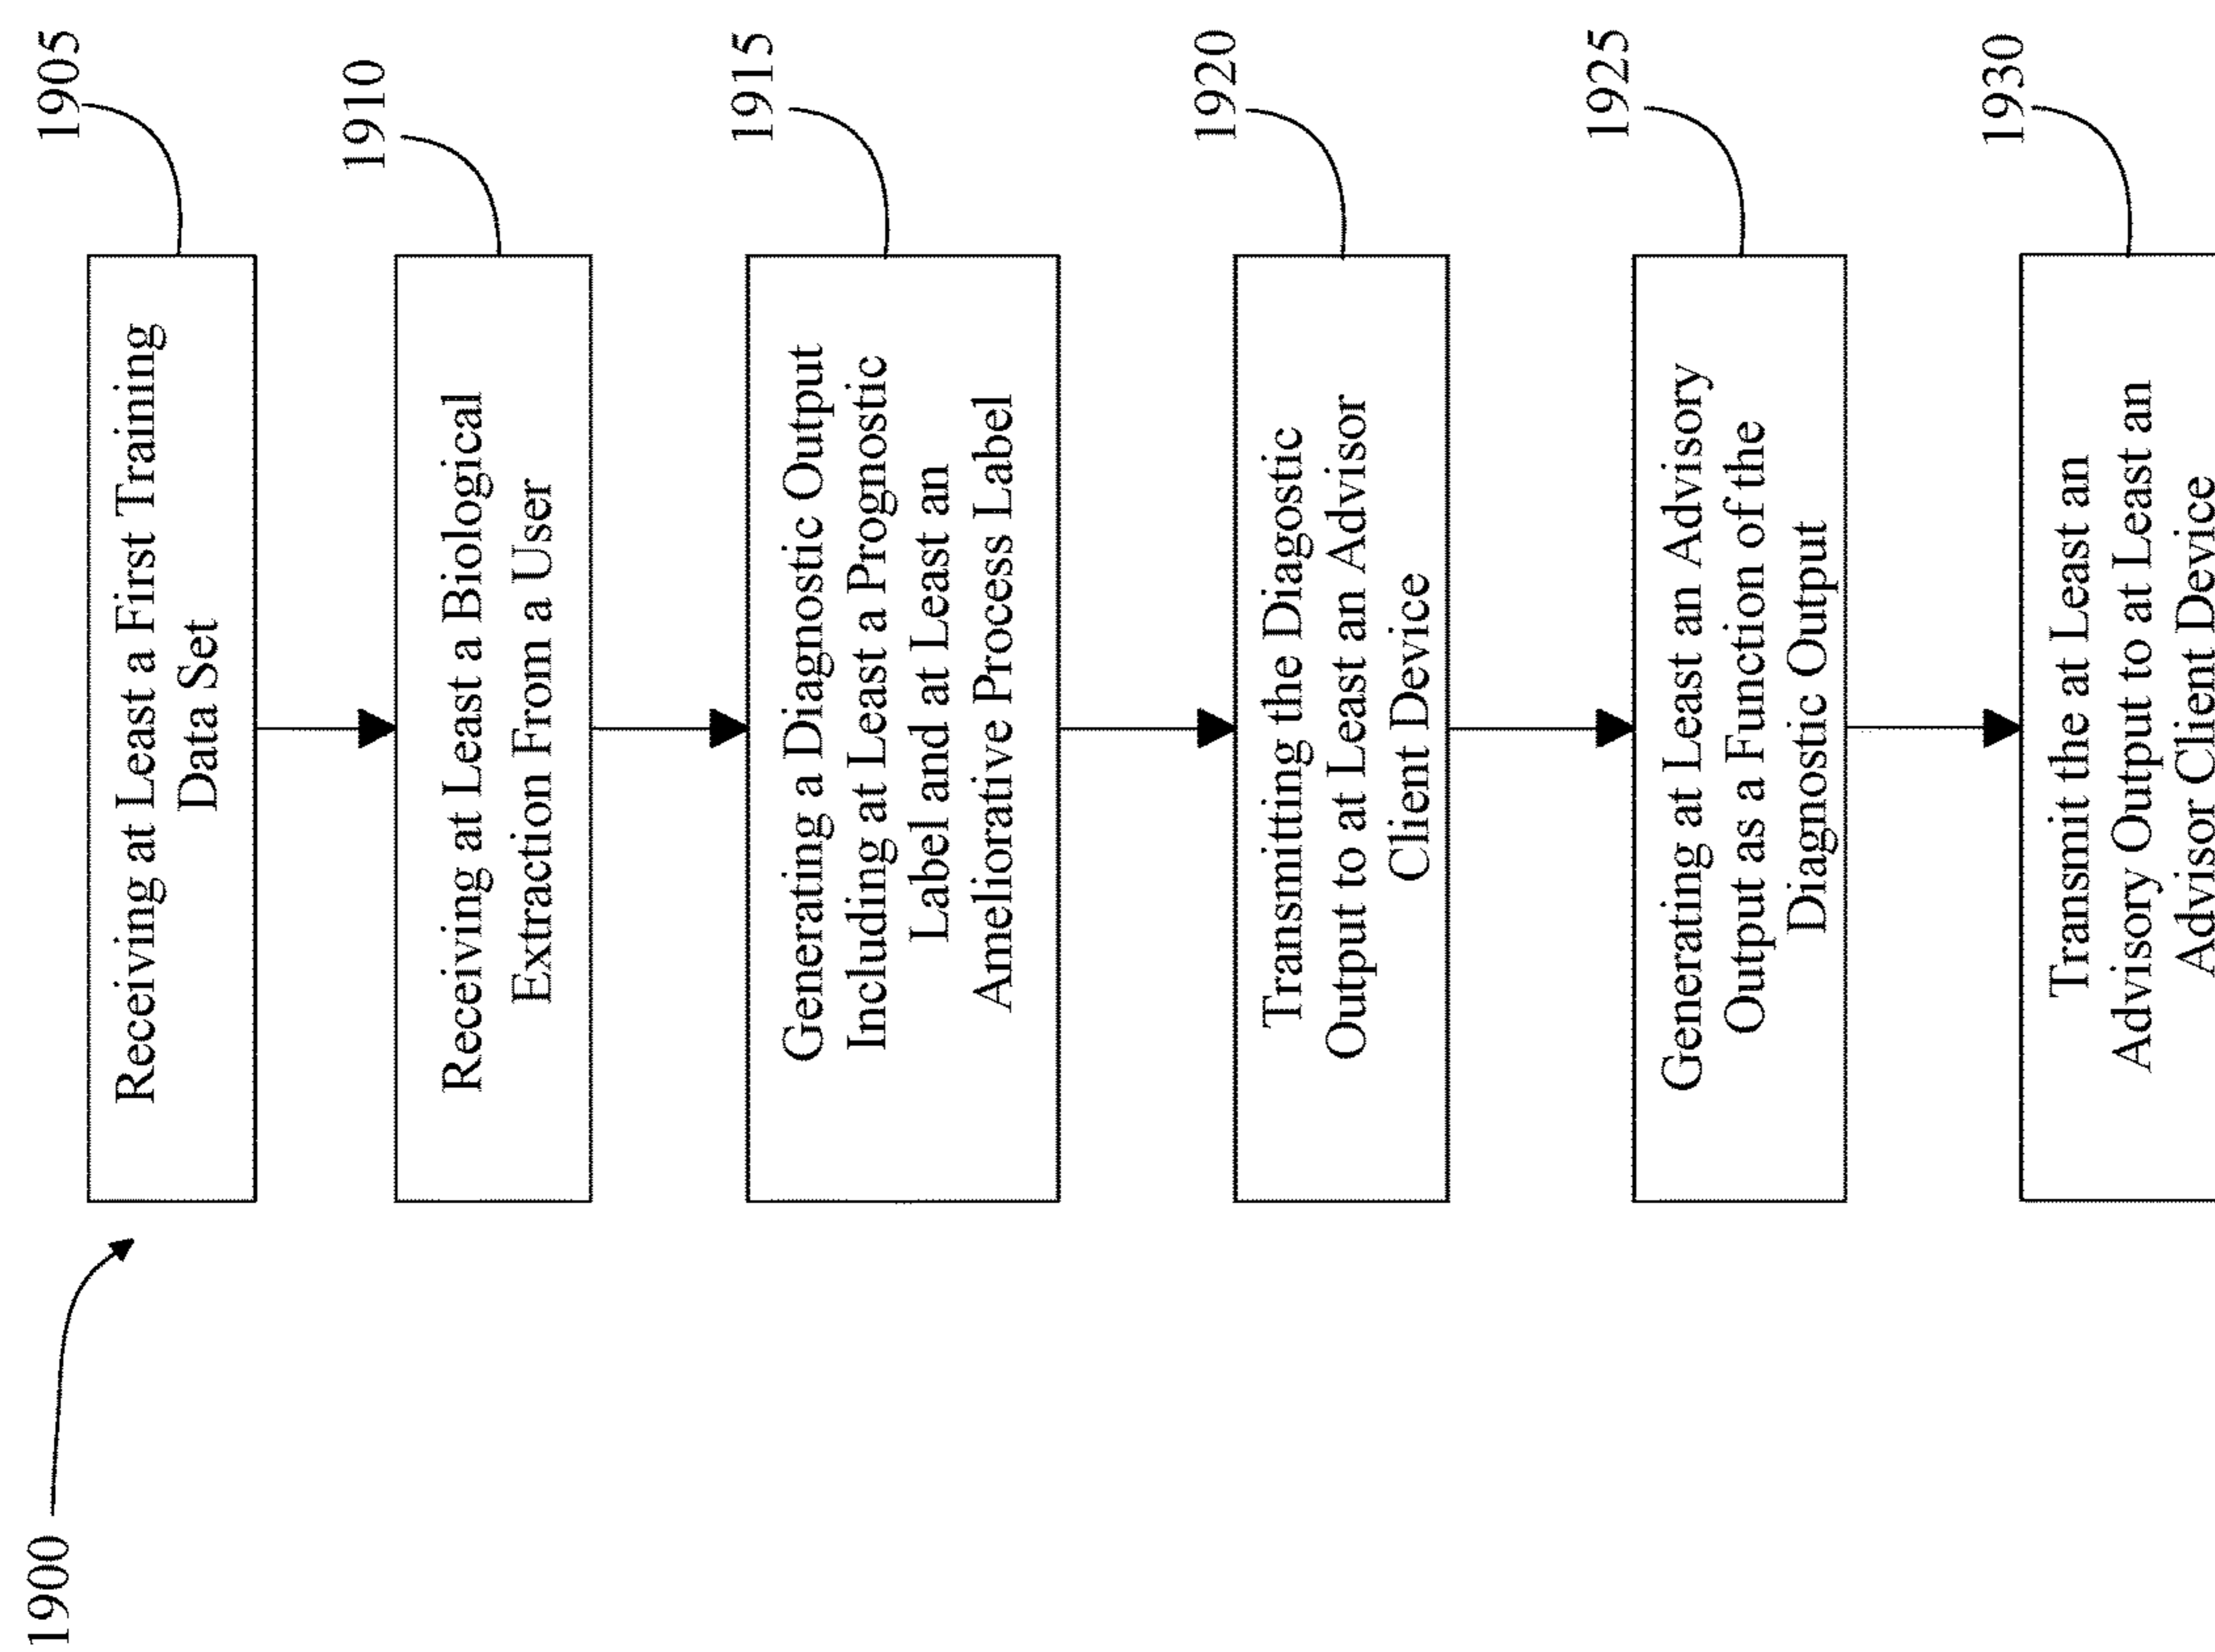 1900
1905
Receiving at Least a First Training
Data Set
1910
Receiving at Least a Biological
Extraction From a User
1915
Generating a Diagnostic Output
Including at Least a Prognostic
Label and at Least an
Ameliorative Process Label
1920
Transmitting the Diagostic
Output to at Least an Advisor
Client Device
1925
Generating at Least an Advisory
Output as a Function of the
Diagnostic Output
1930
Transmit the at Least an
Advisory Output to at Least an
Advisor Client Device